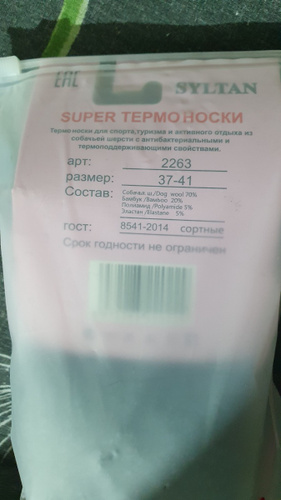 EAC SYLTAN
SUPER ТЕРМОНОСКИ
Термоноски для спорта,туризма и активного отдыха из
собачьей шерсти с антибактериальными и
термоподдерживающими свойствами.
арт: 2263
размер: 37-41
Состав: Собачья ш./Dog wool 70%
Бамбук /Bamboo 20%
Полиамид /Polyamide 5%
Эластан /Elastane 5%
гост: 8541-2014 сортные
Срок годности не ограничен